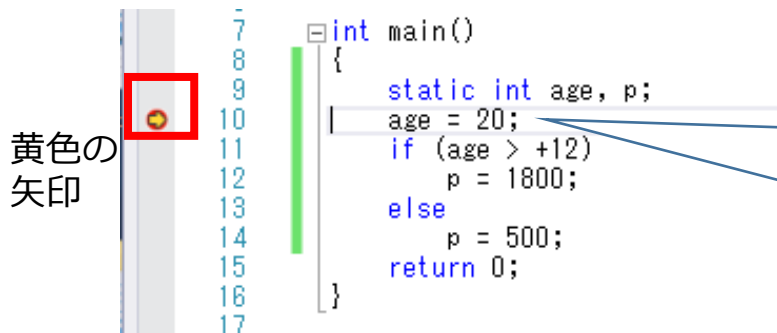 黄色の
矢印
7 int main()
8 {
9 static int age, p;
10 age = 20;
11 if (age > +12)
12 p = 1800;
13 else
14 p = 500;
15 return 0;
16 }
17